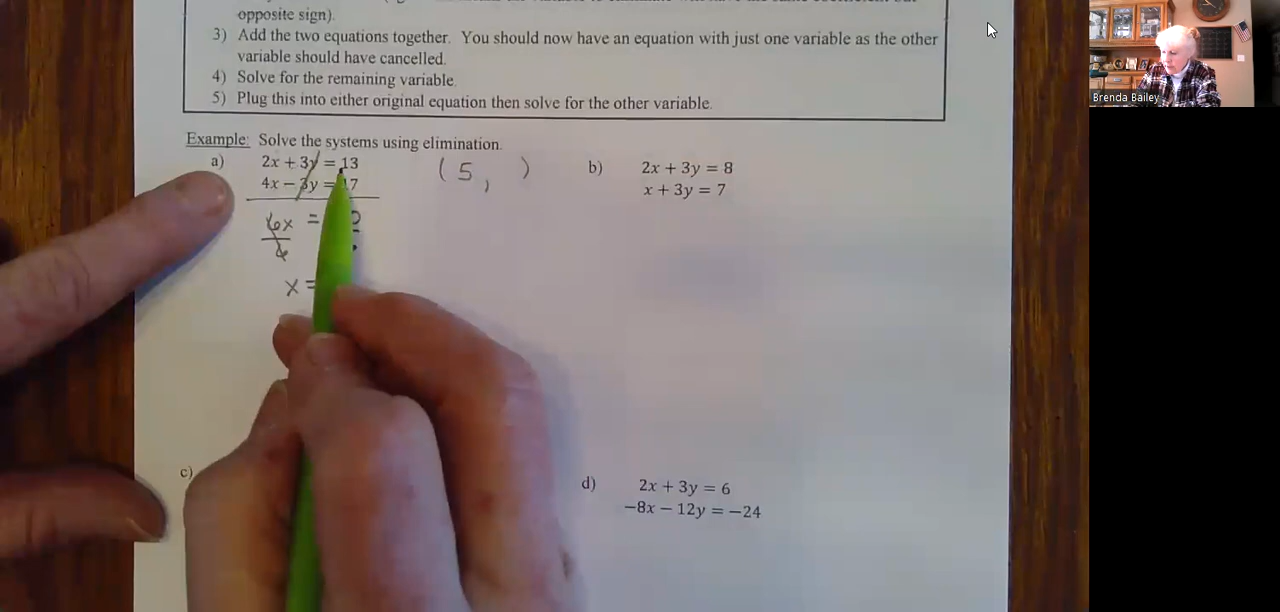 opposite sign).
3) Add the two equations together. You should now have an equation with just one variable as the other
variable should have cancelled.
4) Solve for the remaining variable.
5) Plug this into either original equation then solve for the other variable.
Brenda Bailey
Example: Solve the systems using elimination.
a) 2x + 3y = 13
4x − 3y = 17
6x =
6
x =
( 5 , )
b) 2x + 3y = 8
x + 3y = 7
c)
d) 2x + 3y = 6
−8x − 12y = −24